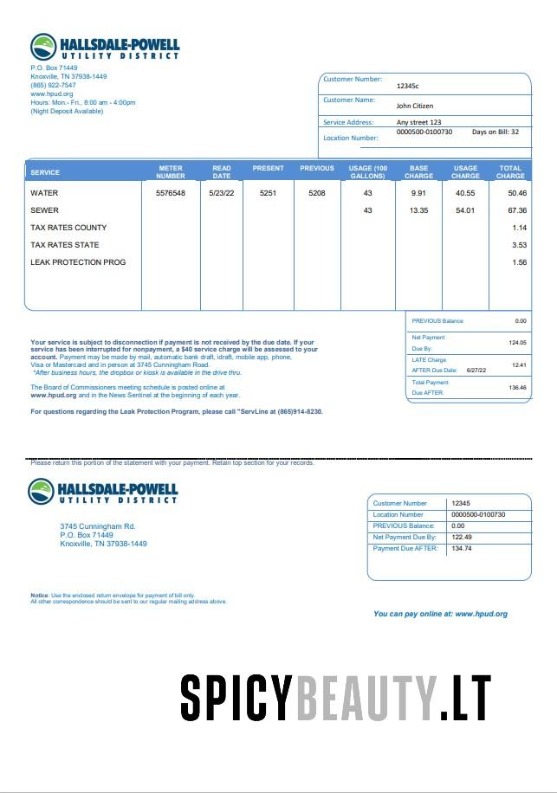 HALLSDALE-POWELL
UTILITY DISTRICT
P.O. Box 71449
Knoxville, TN 37938-1449
(865) 922-7547
www.hpud.org
Hours: Mon.- Fri., 8:00 am - 4:00pm
(Night Deposit Available)
Customer Number: 12345c
Customer Name: John Citizen
Service Address: Any street 123
Location Number: 0000500-0100730 Days on Bill: 32
SERVICE METER NUMBER READ DATE PRESENT PREVIOUS USAGE (100 GALLONS) BASE CHARGE USAGE CHARGE TOTAL CHARGE
WATER 5576548 5/23/22 5251 5208 43 9.91 40.55 50.46
SEWER 43 13.35 54.01 67.36
TAX RATES COUNTY 1.14
TAX RATES STATE 3.53
LEAK PROTECTION PROG 1.56
PREVIOUS Balance: 0.00
Net Payment Due By: 124.05
LATE Charge AFTER Due Date: 6/27/22 12.41
Total Payment Due AFTER: 136.46
Your service is subject to disconnection if payment is not received by the due date. If your
service has been interrupted for nonpayment, a $40 service charge will be assessed to your
account. Payment may be made by mail, automatic bank draft, idraft, mobile app, phone,
Visa or Mastercard and in person at 3745 Cunningham Road.
*After business hours, the dropbox or kiosk is available in the drive thru.
The Board of Commissioners meeting schedule is posted online at
www.hpud.org and in the News Sentinel at the beginning of each year.
For questions regarding the Leak Protection Program, please call "ServLine at (865)914-8230.
Please return this portion of the statement with your payment. Retain top section for your records.
HALLSDALE-POWELL
UTILITY DISTRICT
3745 Cunningham Rd.
P.O. Box 71449
Knoxville, TN 37938-1449
Customer Number 12345
Location Number 0000500-0100730
PREVIOUS Balance: 0.00
Net Payment Due By: 122.49
Payment Due AFTER: 134.74
Notice: Use the enclosed return envelope for payment of bill only.
All other correspondence should be sent to our regular mailing address above.
You can pay online at: www.hpud.org
SPICYBEAUTY.LT